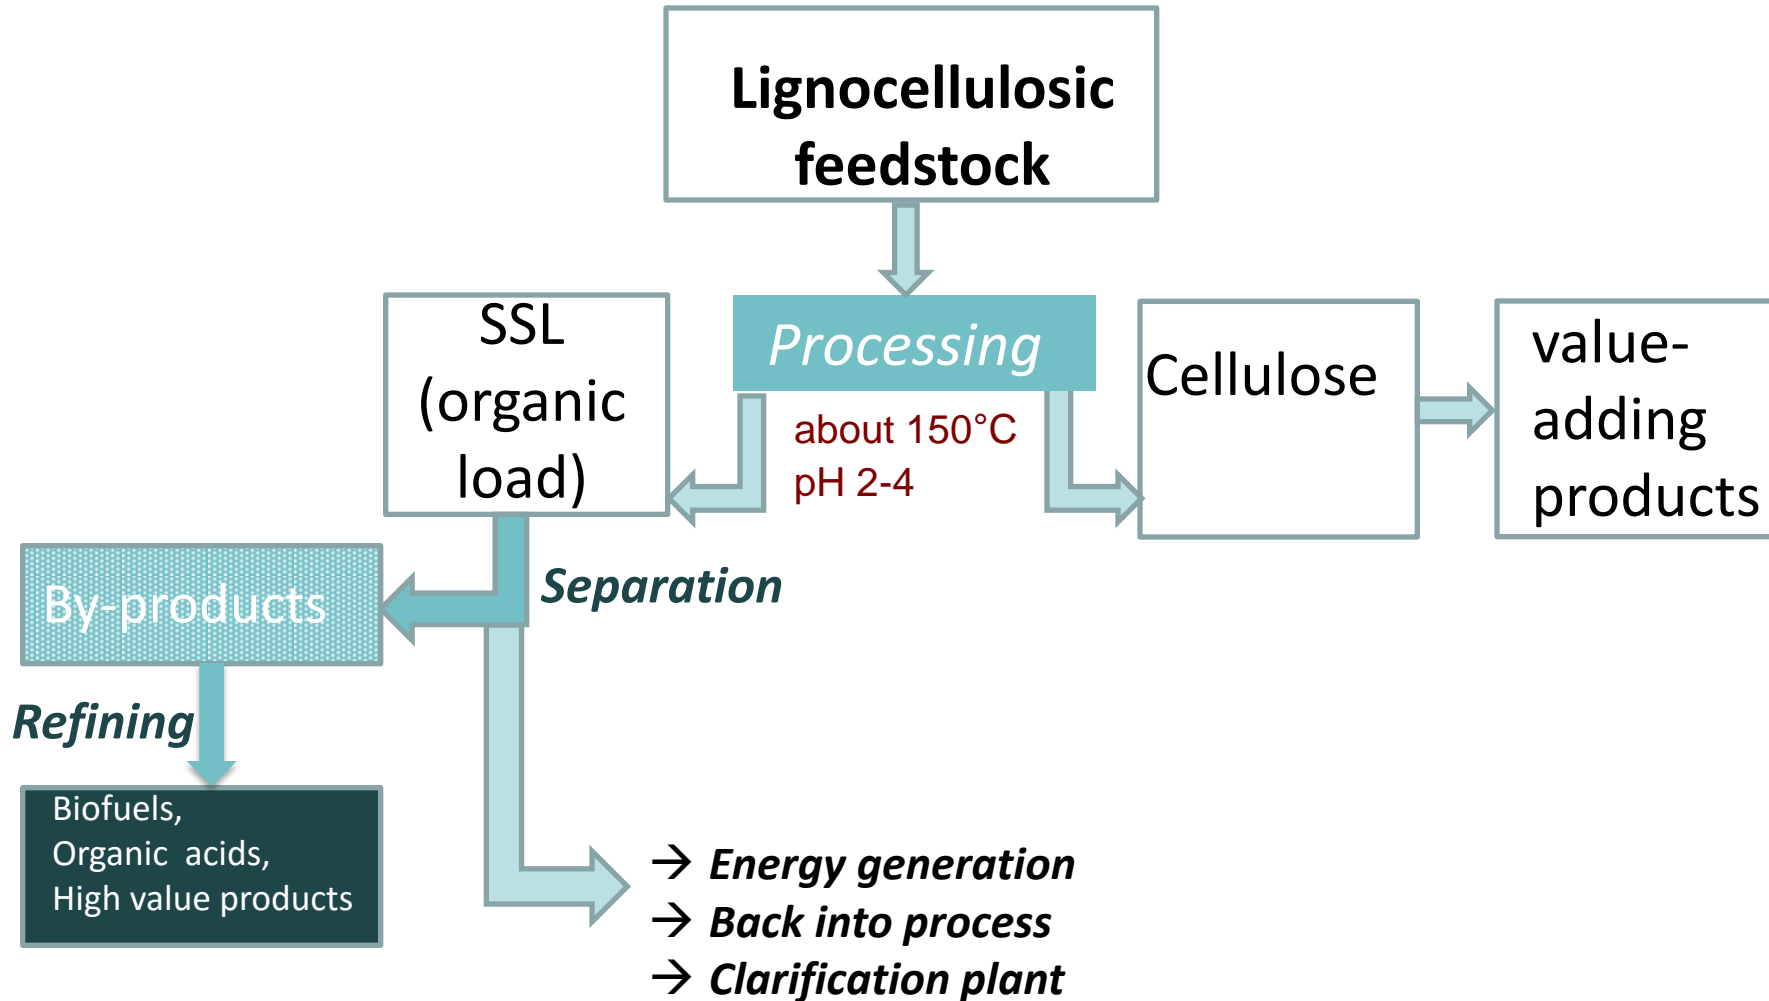 Lignocellulosic
feedstock
SSL
(organic
load)
Processing
about 150°C
pH 2-4
Cellulose
value-
adding
products
By-products
Separation
Refining
Biofuels,
Organic acids,
High value products
→ Energy generation
→ Back into process
→ Clarification plant